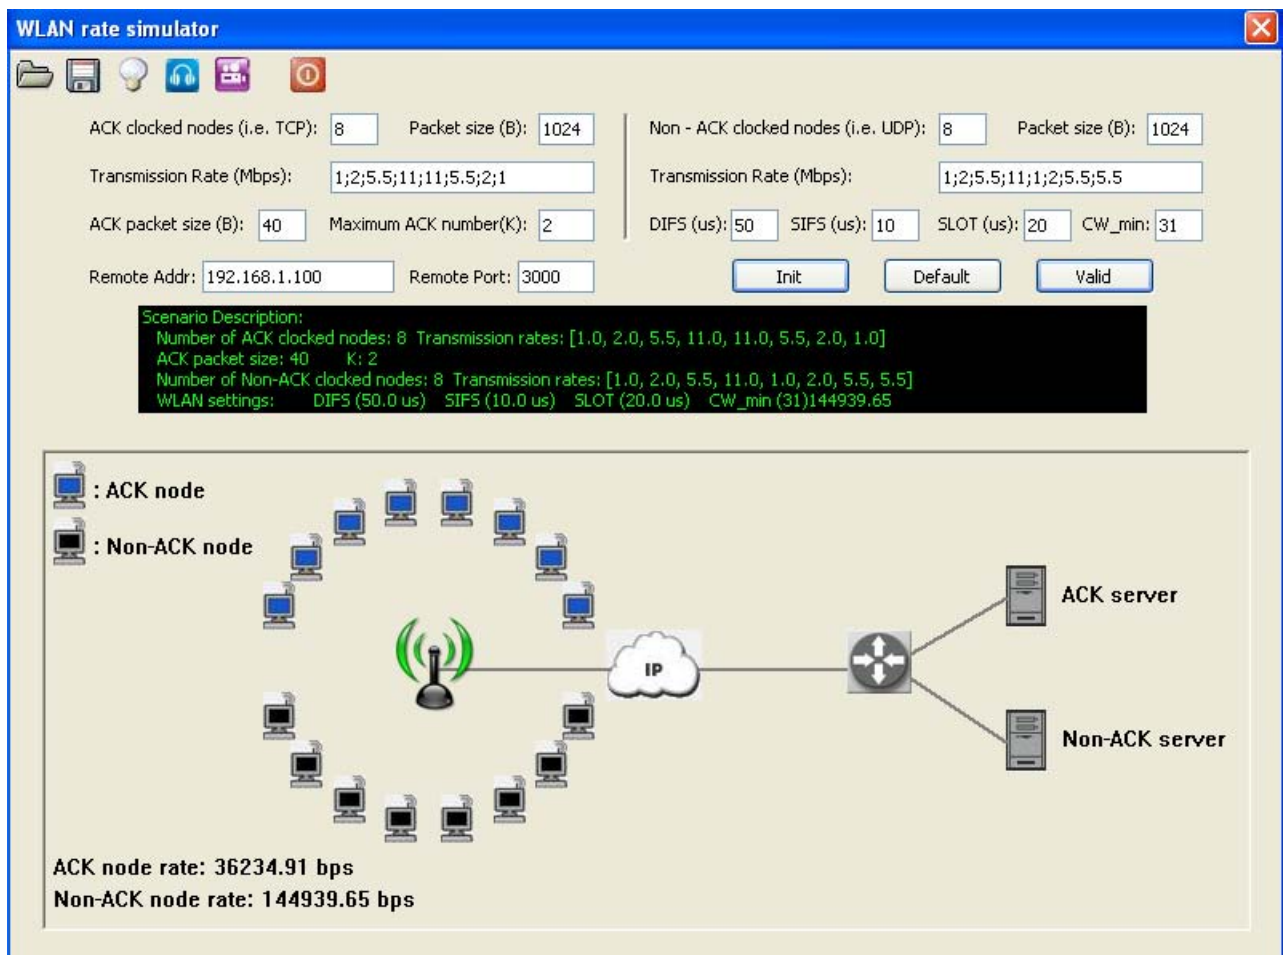 WLAN rate simulator
ACK clocked nodes (i.e. TCP): 8 Packet size (B): 1024
Non - ACK clocked nodes (i.e. UDP): 8 Packet size (B): 1024
Transmission Rate (Mbps): 1;2;5.5;11;11;5.5;2;1
Transmission Rate (Mbps): 1;2;5.5;11;1;2;5.5;5.5
ACK packet size (B): 40 Maximum ACK number(K): 2
DIFS (us): 50 SIFS (us): 10 SLOT (us): 20 CW_min: 31
Remote Addr: 192.168.1.100 Remote Port: 3000
Init Default Valid
Scenario Description:
Number of ACK clocked nodes: 8 Transmission rates: [1.0, 2.0, 5.5, 11.0, 11.0, 5.5, 2.0, 1.0]
ACK packet size: 40 K: 2
Number of Non-ACK clocked nodes: 8 Transmission rates: [1.0, 2.0, 5.5, 11.0, 1.0, 2.0, 5.5, 5.5]
WLAN settings: DIFS (50.0 us) SIFS (10.0 us) SLOT (20.0 us) CW_min (31)144939.65
: ACK node
: Non-ACK node
ACK server
IP
Non-ACK server
ACK node rate: 36234.91 bps
Non-ACK node rate: 144939.65 bps